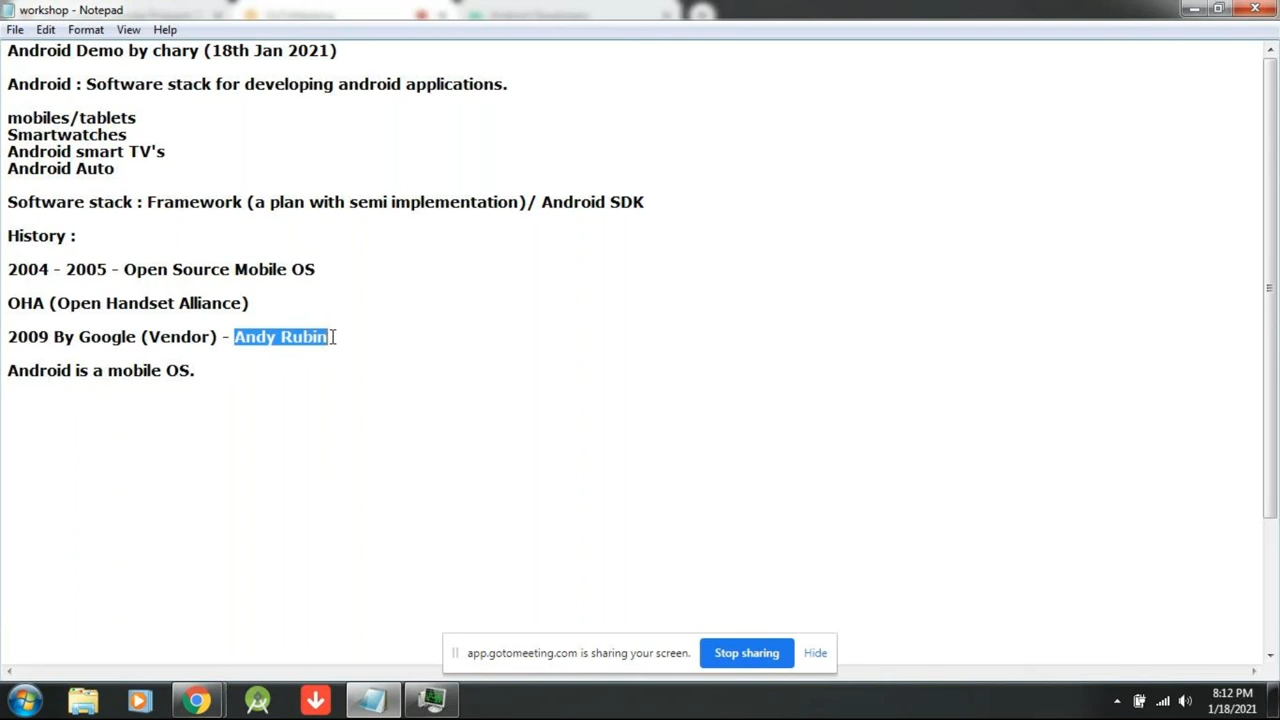 workshop - Notepad
File Edit Format View Help
Android Demo by chary (18th Jan 2021)
Android : Software stack for developing android applications.
mobiles/tablets
Smartwatches
Android smart TV's
Android Auto
Software stack : Framework (a plan with semi implementation)/ Android SDK
History :
2004 - 2005 - Open Source Mobile OS
OHA (Open Handset Alliance)
2009 By Google (Vendor) - Andy Rubin
Android is a mobile OS.
app.gotomeeting.com is sharing your screen. Stop sharing Hide
8:12 PM
1/18/2021